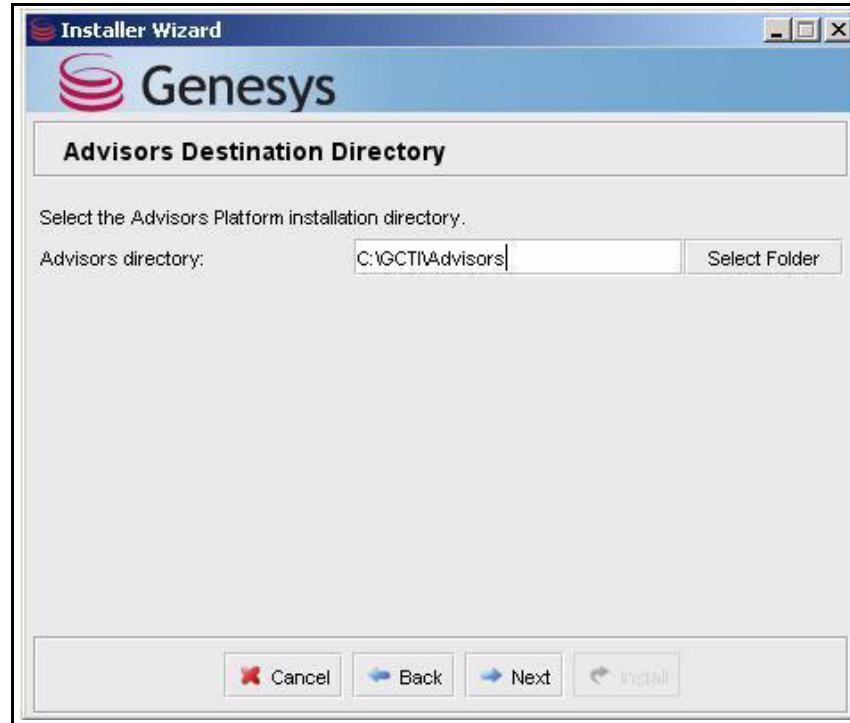 Installer Wizard
Genesys
Advisors Destination Directory
Select the Advisors Platform installation directory.
Advisors directory:
C:\GCTI\Advisors
Select Folder
Cancel
Back
Next
Install